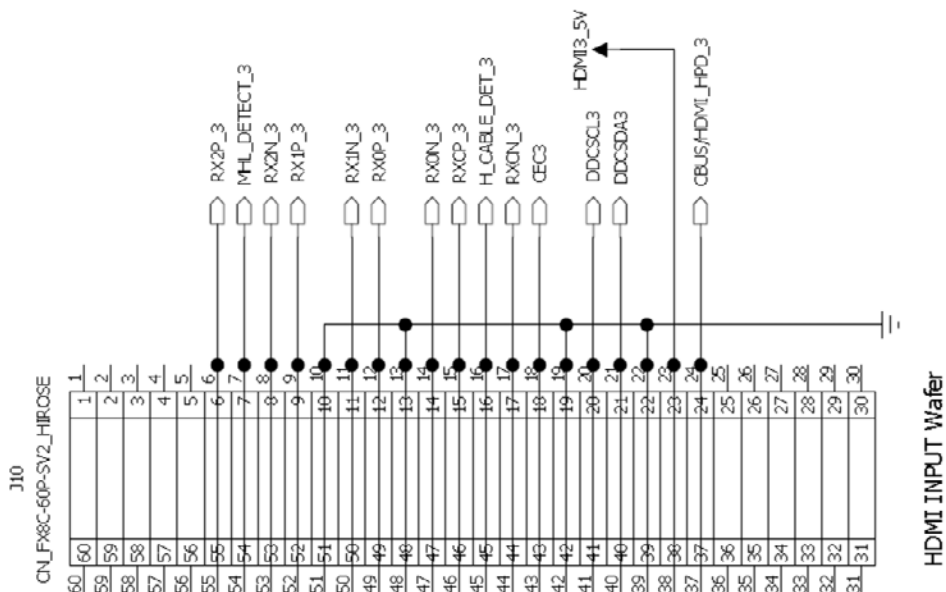 HDMI3_5V
RX2P_3
MHL_DETECT_3
RX2N_3
RX1P_3
RX1N_3
RX0P_3
RX0N_3
RXCP_3
H_CABLE_DET_3
RXCN_3
CEC3
DDCSCL3
DDCSDA3
CBUS/HDMI_HPD_3
J10
CN_FX8C-60P-SV2_HIROSE
1 2 3 4 5 6 7 8 9 10 11 12 13 14 15 16 17 18 19 20 21 22 23 24 25 26 27 28 29 30
1 2 3 4 5 6 7 8 9 10 11 12 13 14 15 16 17 18 19 20 21 22 23 24 25 26 27 28 29 30
60 59 58 57 56 55 54 53 52 51 50 49 48 47 46 45 44 43 42 41 40 39 38 37 36 35 34 33 32 31
60 59 58 57 56 55 54 53 52 51 50 49 48 47 46 45 44 43 42 41 40 39 38 37 36 35 34 33 32 31
HDMI INPUT Wafer